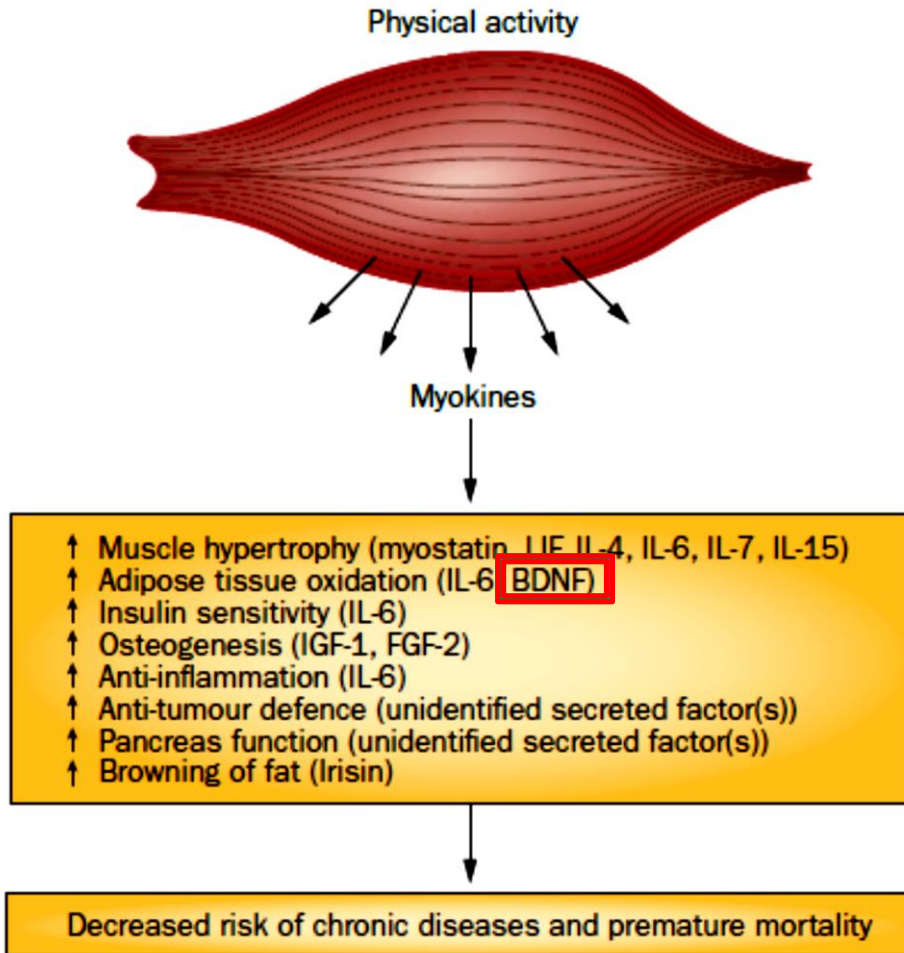 Physical activity
Myokines
↑ Muscle hypertrophy (myostatin, LIF, IL-4, IL-6, IL-7, IL-15)
↑ Adipose tissue oxidation (IL-6 BDNF)
↑ Insulin sensitivity (IL-6)
↑ Osteogenesis (IGF-1, FGF-2)
↑ Anti-inflammation (IL-6)
↑ Anti-tumour defence (unidentified secreted factor(s))
↑ Pancreas function (unidentified secreted factor(s))
↑ Browning of fat (Irisin)
Decreased risk of chronic diseases and premature mortality